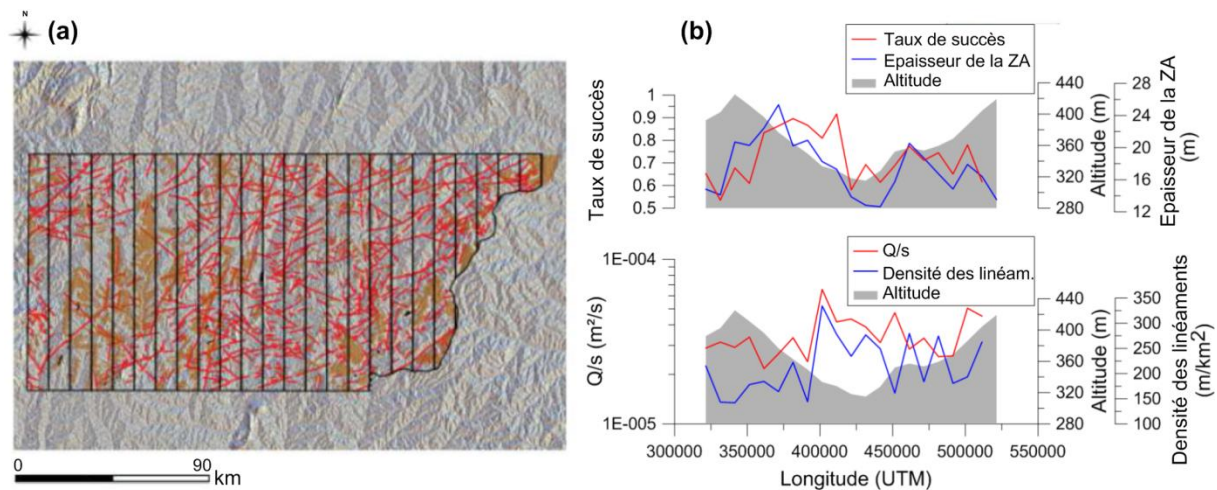 N
(a)
0 90
km
(b)
Taux de succès
Epaisseur de la ZA
Altitude
Taux de succès
1
0.9
0.8
0.7
0.6
0.5
440
400
360
320
280
Altitude (m)
28
24
20
16
12
Epaisseur de la ZA
(m)
Q/s
Densité des linéam.
Altitude
Q/s (m²/s)
1E-004
1E-005
440
400
360
320
280
Altitude (m)
350
300
250
200
150
100
Densité des linéaments
(m/km²)
300000 350000 400000 450000 500000 550000
Longitude (UTM)